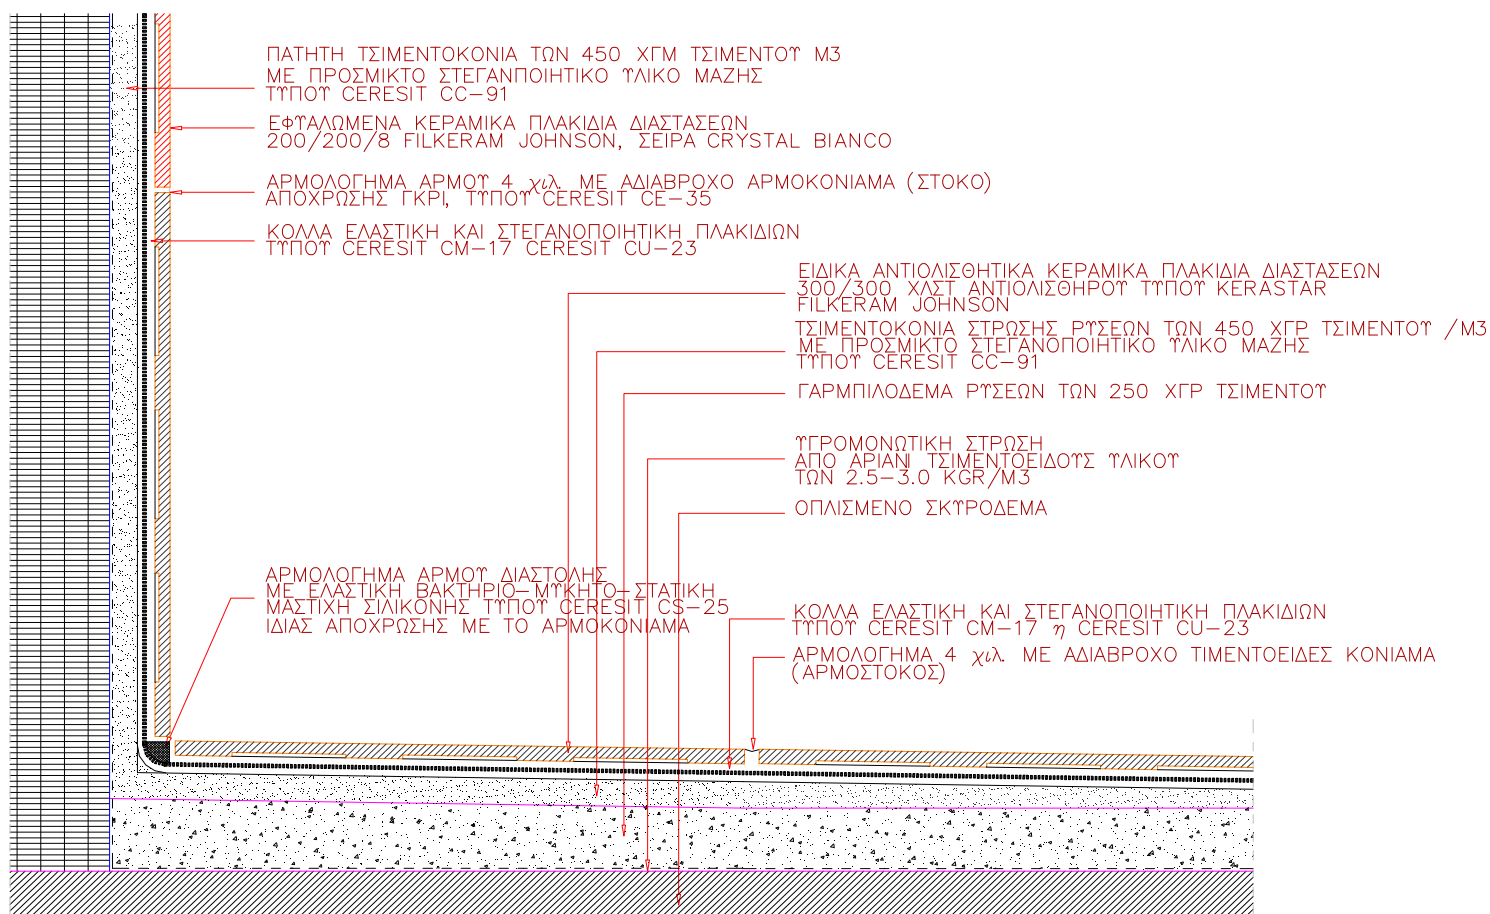 ΠΑΤΗΤΗ ΤΣΙΜΕΝΤΟΚΟΝΙΑ ΤΩΝ 450 ΧΓΜ ΤΣΙΜΕΝΤΟΥ Μ3
ΜΕ ΠΡΟΣΜΙΚΤΟ ΣΤΕΓΑΝΠΟΙΗΤΙΚΟ ΥΛΙΚΟ ΜΑΖΗΣ
ΤΥΠΟΥ CERESIT CC-91
ΕΦΥΑΛΩΜΕΝΑ ΚΕΡΑΜΙΚΑ ΠΛΑΚΙΔΙΑ ΔΙΑΣΤΑΣΕΩΝ
200/200/8 FILKERAM JOHNSON, ΣΕΙΡΑ CRYSTAL BIANCO
ΑΡΜΟΛΟΓΗΜΑ ΑΡΜΟΥ 4 χιλ. ΜΕ ΑΔΙΑΒΡΟΧΟ ΑΡΜΟΚΟΝΙΑΜΑ (ΣΤΟΚΟ)
ΑΠΟΧΡΩΣΗΣ ΓΚΡΙ, ΤΥΠΟΥ CERESIT CE-35
ΚΟΛΛΑ ΕΛΑΣΤΙΚΗ ΚΑΙ ΣΤΕΓΑΝΟΠΟΙΗΤΙΚΗ ΠΛΑΚΙΔΙΩΝ
ΤΥΠΟΥ CERESIT CM-17 CERESIT CU-23
ΕΙΔΙΚΑ ΑΝΤΙΟΛΙΣΘΗΤΙΚΑ ΚΕΡΑΜΙΚΑ ΠΛΑΚΙΔΙΑ ΔΙΑΣΤΑΣΕΩΝ
300/300 ΧΛΣΤ ΑΝΤΙΟΛΙΣΘΗΡΟΥ ΤΥΠΟΥ KERASTAR
FILKERAM JOHNSON
ΤΣΙΜΕΝΤΟΚΟΝΙΑ ΣΤΡΩΣΗΣ ΡΥΣΕΩΝ ΤΩΝ 450 ΧΓΡ ΤΣΙΜΕΝΤΟΥ /Μ3
ΜΕ ΠΡΟΣΜΙΚΤΟ ΣΤΕΓΑΝΟΠΟΙΗΤΙΚΟ ΥΛΙΚΟ ΜΑΖΗΣ
ΤΥΠΟΥ CERESIT CC-91
ΓΑΡΜΠΙΛΟΔΕΜΑ ΡΥΣΕΩΝ ΤΩΝ 250 ΧΓΡ ΤΣΙΜΕΝΤΟΥ
ΥΓΡΟΜΟΝΩΤΙΚΗ ΣΤΡΩΣΗ
ΑΠΟ ΑΡΙΑΝΙ ΤΣΙΜΕΝΤΟΕΙΔΟΥΣ ΥΛΙΚΟΥ
ΤΩΝ 2.5-3.0 KGR/M3
ΟΠΛΙΣΜΕΝΟ ΣΚΥΡΟΔΕΜΑ
ΑΡΜΟΛΟΓΗΜΑ ΑΡΜΟΥ ΔΙΑΣΤΟΛΗΣ
ΜΕ ΕΛΑΣΤΙΚΗ ΒΑΚΤΗΡΙΟ-ΜΥΚΗΤΟ-ΣΤΑΤΙΚΗ
ΜΑΣΤΙΧΗ ΣΙΛΙΚΟΝΗΣ ΤΥΠΟΥ CERESIT CS-25
ΙΔΙΑΣ ΑΠΟΧΡΩΣΗΣ ΜΕ ΤΟ ΑΡΜΟΚΟΝΙΑΜΑ
ΚΟΛΛΑ ΕΛΑΣΤΙΚΗ ΚΑΙ ΣΤΕΓΑΝΟΠΟΙΗΤΙΚΗ ΠΛΑΚΙΔΙΩΝ
ΤΥΠΟΥ CERESIT CM-17 η CERESIT CU-23
ΑΡΜΟΛΟΓΗΜΑ 4 χιλ. ΜΕ ΑΔΙΑΒΡΟΧΟ ΤΙΜΕΝΤΟΕΙΔΕΣ ΚΟΝΙΑΜΑ
(ΑΡΜΟΣΤΟΚΟΣ)